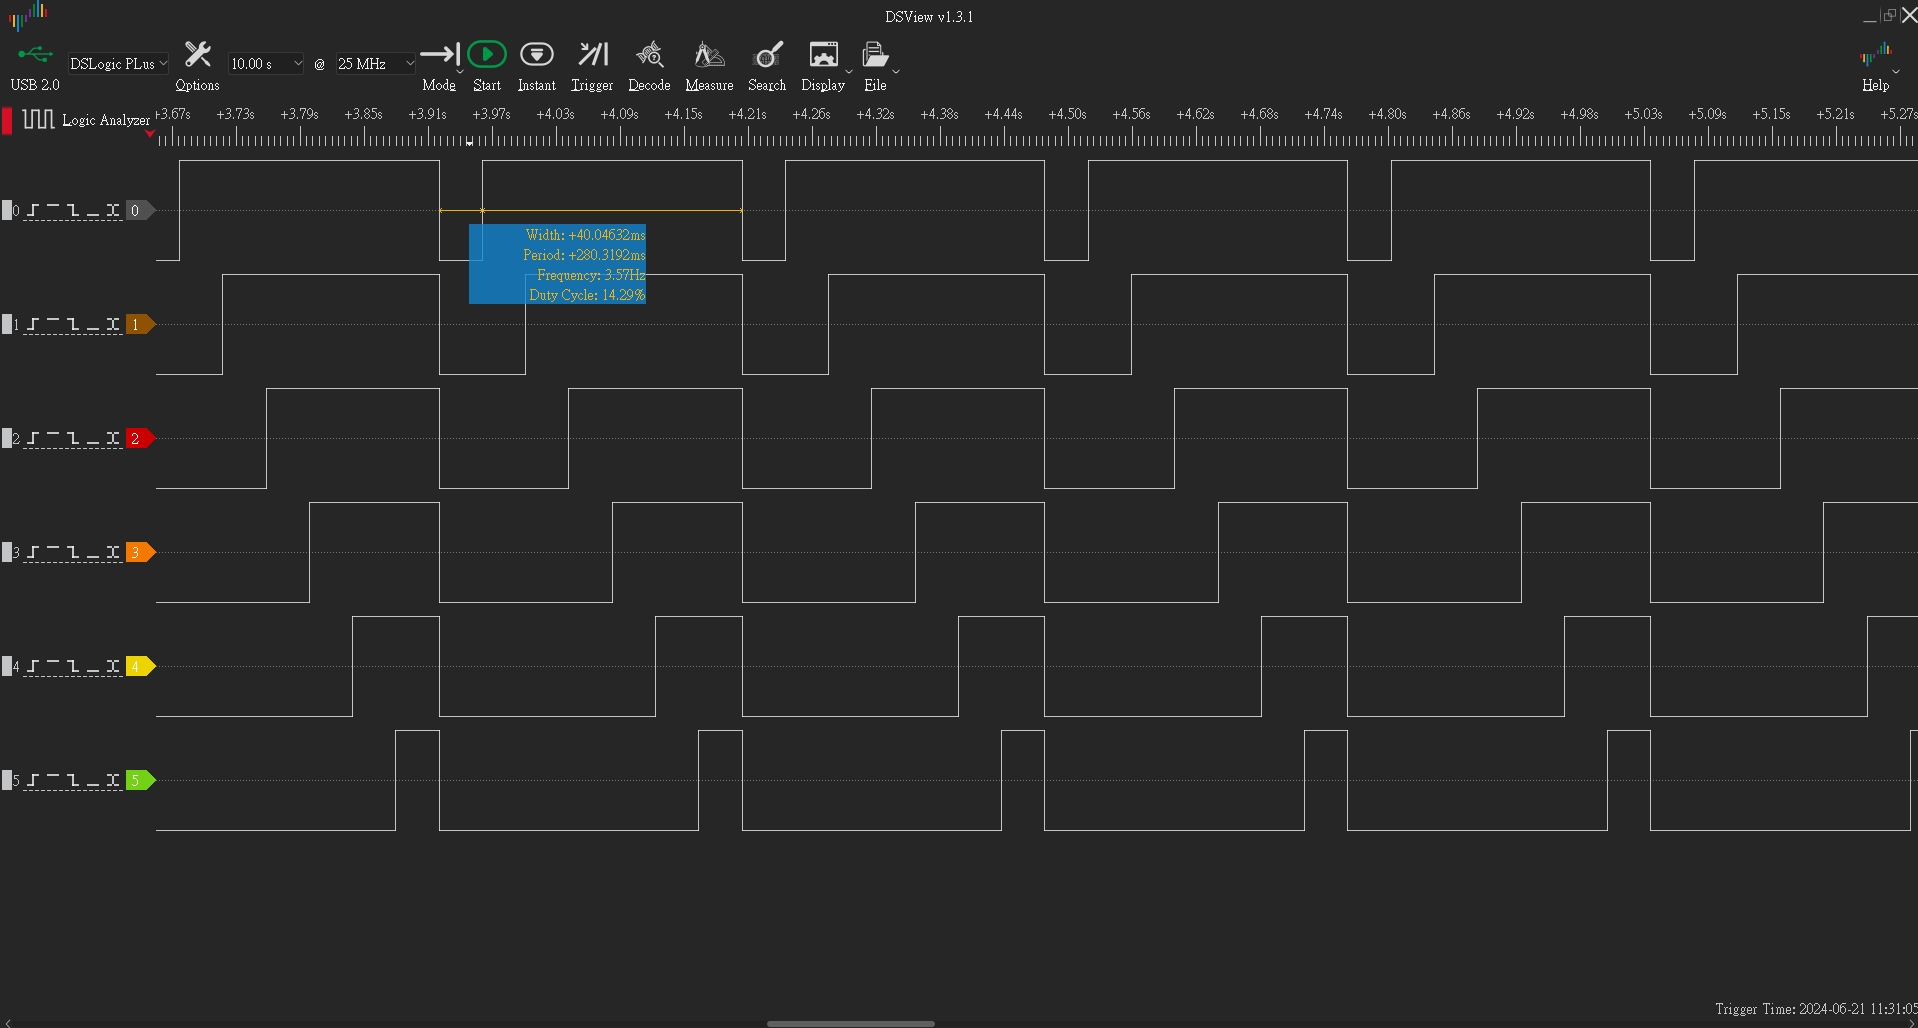 DSView v1.3.1
USB 2.0
DSLogic PLus
Options
10.00 s
@
25 MHz
Mode
Start
Instant
Trigger
Decode
Measure
Search
Display
File
Help
Logic Analyzer
+3.67s +3.73s +3.79s +3.85s +3.91s +3.97s +4.03s +4.09s +4.15s +4.21s +4.26s +4.32s +4.38s +4.44s +4.50s +4.56s +4.62s +4.68s +4.74s +4.80s +4.86s +4.92s +4.98s +5.03s +5.09s +5.15s +5.21s +5.27s
0 0
Width: +40.04632ms
Period: +280.3192ms
Frequency: 3.57Hz
Duty Cycle: 14.29%
1 1
2 2
3 3
4 4
5 5
Trigger Time: 2024-06-21 11:31:05